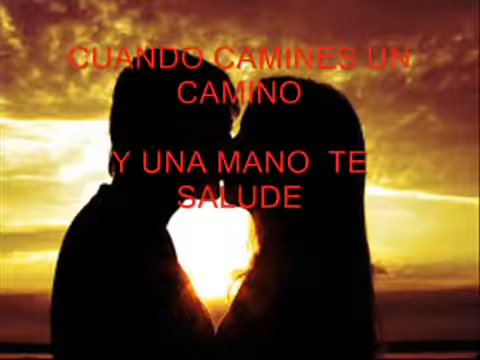 CUANDO CAMINES UN
CAMINO
Y UNA MANO TE
SALUDE